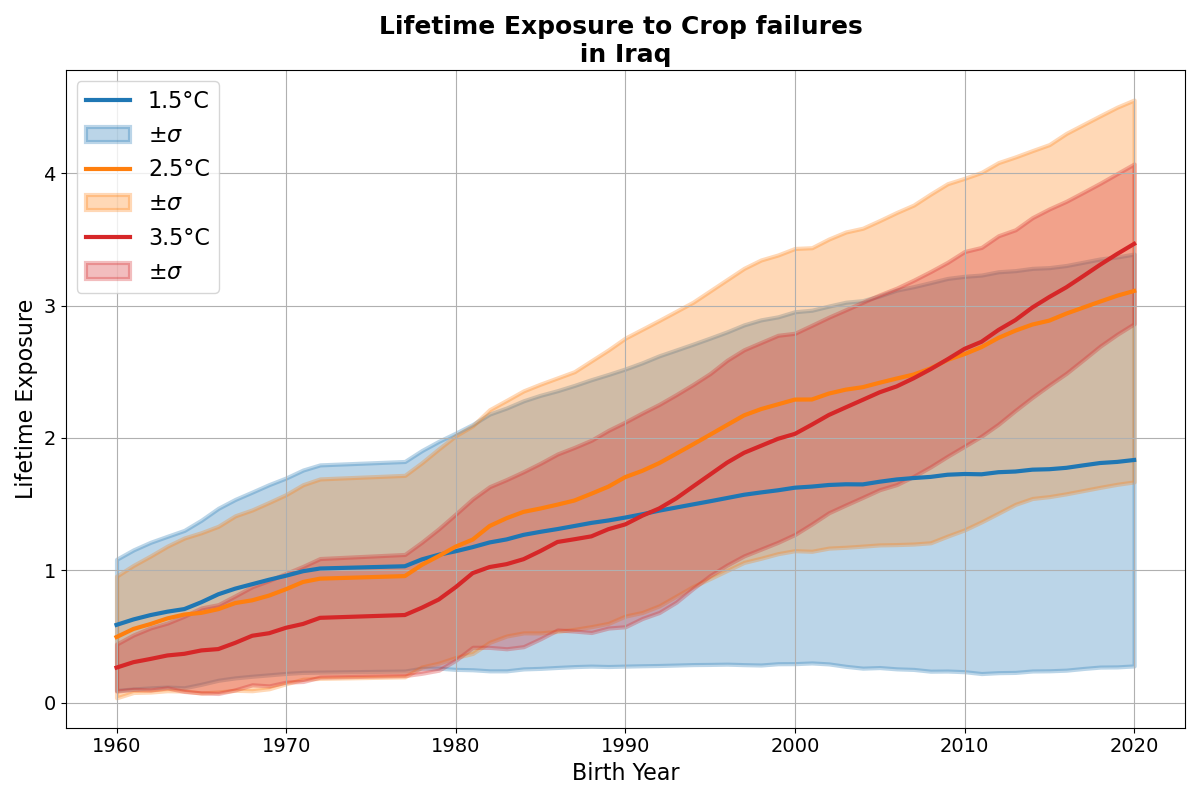 Lifetime Exposure to Crop failures
in Iraq
1.5°C
±σ
2.5°C
±σ
3.5°C
±σ
Lifetime Exposure
4
3
2
1
0
1960 1970 1980 1990 2000 2010 2020
Birth Year